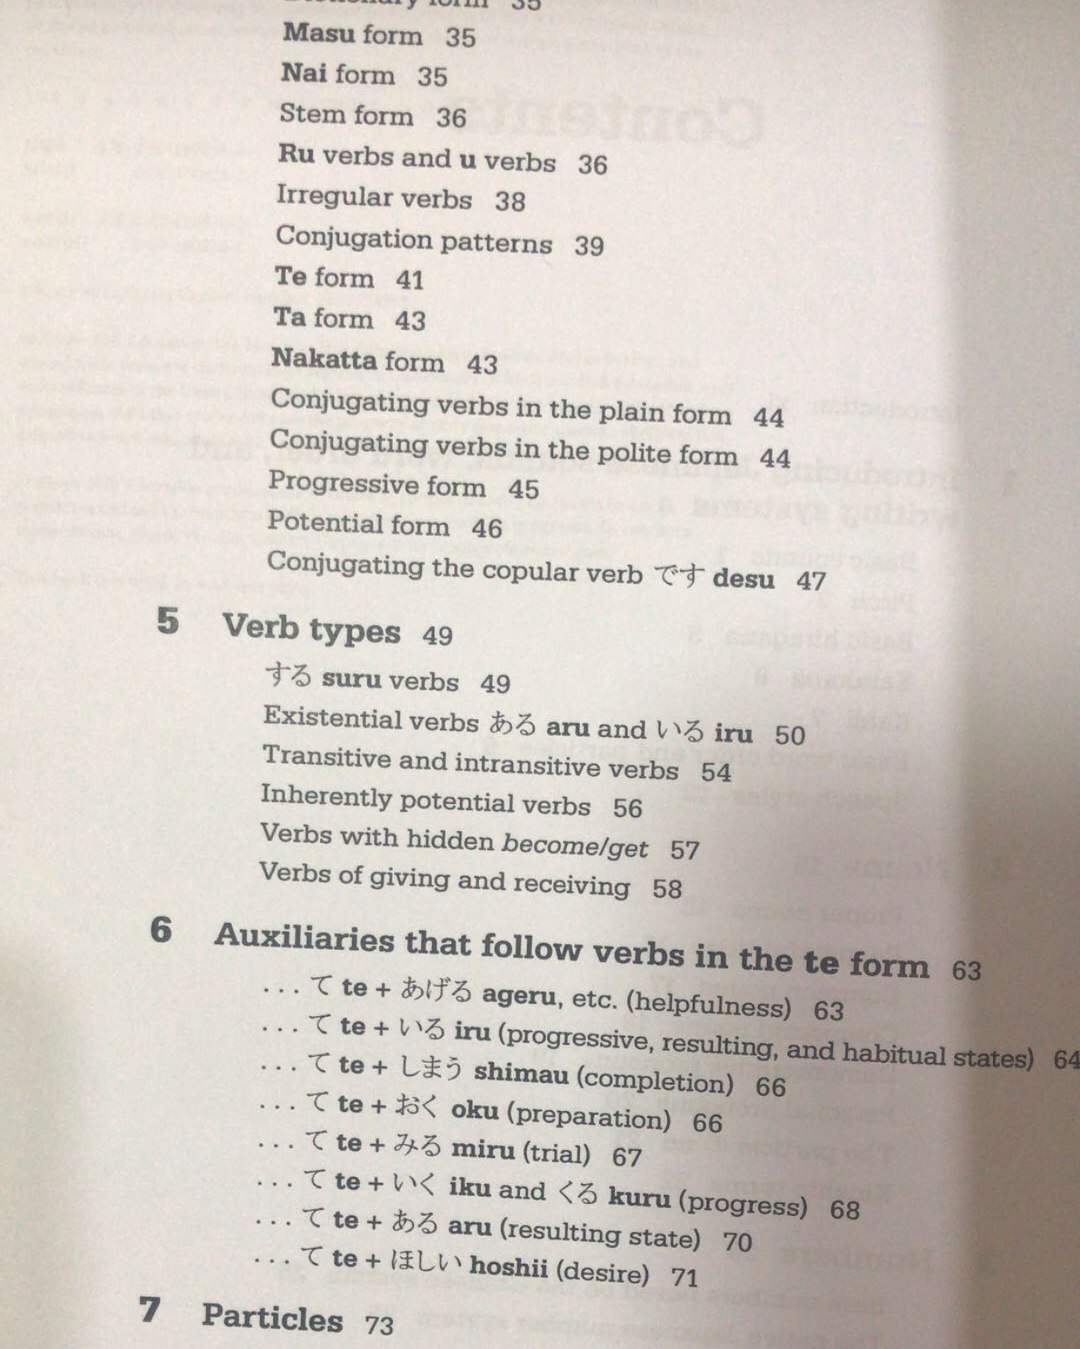 form 35
Masu form 35
Nai form 35
Stem form 36
Ru verbs and u verbs 36
Irregular verbs 38
Conjugation patterns 39
Te form 41
Ta form 43
Nakatta form 43
Conjugating verbs in the plain form 44
Conjugating verbs in the polite form 44
Progressive form 45
Potential form 46
Conjugating the copular verb です desu 47
5 Verb types 49
する suru verbs 49
Existential verbs ある aru and いる iru 50
Transitive and intransitive verbs 54
Inherently potential verbs 56
Verbs with hidden become/get 57
Verbs of giving and receiving 58
6 Auxiliaries that follow verbs in the te form 63
... て te + あげる ageru, etc. (helpfulness) 63
... て te + いる iru (progressive, resulting, and habitual states) 64
... て te + しまう shimau (completion) 66
... て te + おく oku (preparation) 66
... て te + みる miru (trial) 67
... て te + いく iku and くる kuru (progress) 68
... て te + ある aru (resulting state) 70
... て te + ほしい hoshii (desire) 71
7 Particles 73